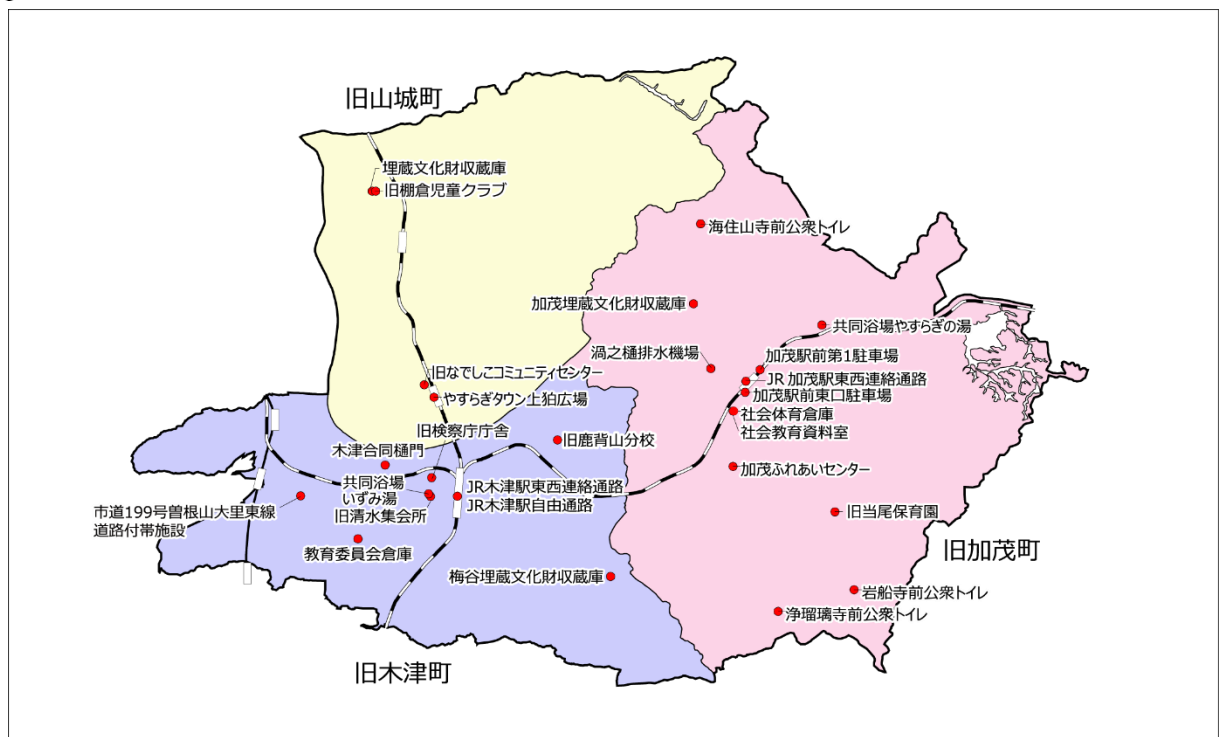 旧山城町
埋蔵文化財収蔵庫
旧棚倉児童クラブ
海住山寺前公衆トイレ
加茂埋蔵文化財収蔵庫
共同浴場やすらぎの湯
渦之樋排水機場
加茂駅前第1駐車場
旧なでしこコミュニティセンター
JR 加茂駅東西連絡通路
やすらぎタウン上狛広場
加茂駅前東口駐車場
社会体育倉庫
社会教育資料室
旧検察庁庁舎
旧鹿背山分校
木津合同樋門
加茂ふれあいセンター
共同浴場
いずみ湯
旧清水集会所
JR木津駅東西連絡通路
JR木津駅自由通路
市道199号曽根山大里東線
道路付帯施設
旧当尾保育園
教育委員会倉庫
旧加茂町
梅谷埋蔵文化財収蔵庫
岩船寺前公衆トイレ
浄瑠璃寺前公衆トイレ
旧木津町